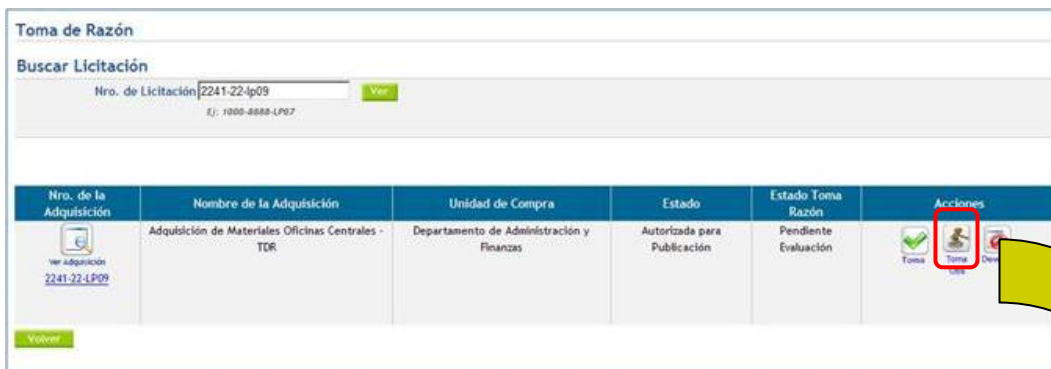 Toma de Razón
Buscar Licitación
Nro. de Licitación 2241-22-lp09 Ver
Ej: 1000-8888-LP07
Nro. de la Adquisición Nombre de la Adquisición Unidad de Compra Estado Estado Toma Razón Acciones
Adquisición de Materiales Oficinas Centrales - Departamento de Administración y Autorizada para Pendiente
TDR Finanzas Publicación Evaluación
Ver adquisición Toma Toma
2241-22-LP09
Volver